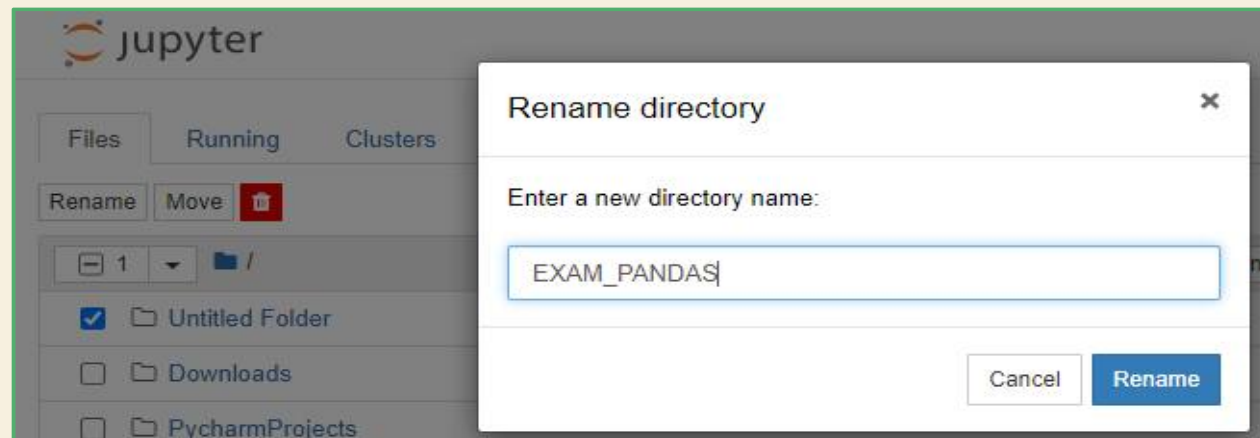 jupyter
Files Running Clusters
Rename Move
1 /
Untitled Folder
Downloads
PycharmProjects
Rename directory ×
Enter a new directory name:
EXAM_PANDAS
Cancel Rename